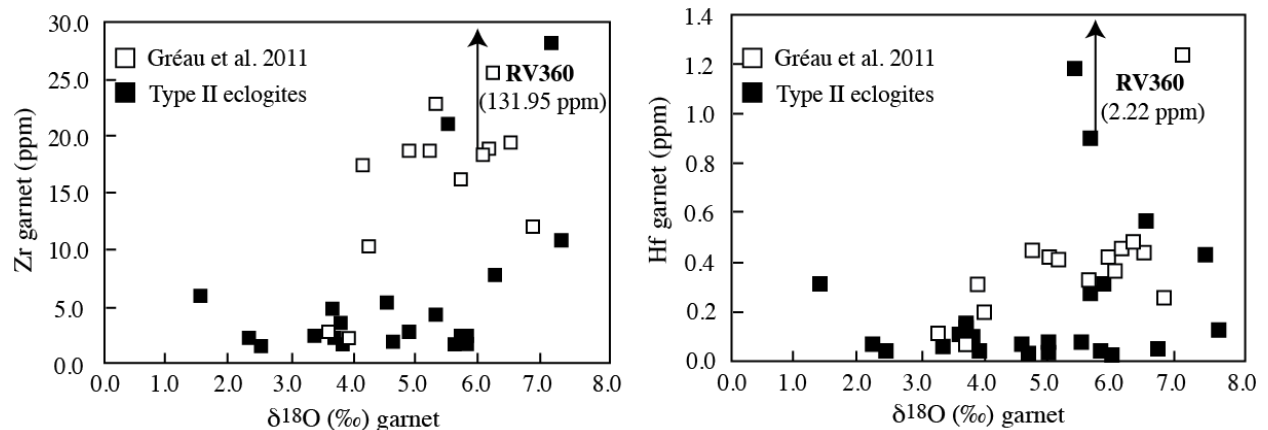 30.0
25.0
20.0
15.0
10.0
5.0
0.0
Zr garnet (ppm)
Gréau et al. 2011
Type II eclogites
RV360
(131.95 ppm)
0.0 1.0 2.0 3.0 4.0 5.0 6.0 7.0 8.0
δ18O (‰) garnet
1.4
1.2
1.0
0.8
0.6
0.4
0.2
0.0
Hf garnet (ppm)
Gréau et al. 2011
Type II eclogites
RV360
(2.22 ppm)
0.0 1.0 2.0 3.0 4.0 5.0 6.0 7.0 8.0
δ18O (‰) garnet